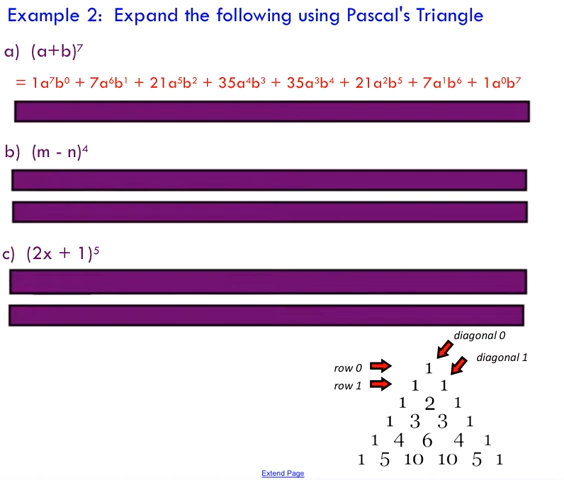 Example 2: Expand the following using Pascal's Triangle
a) (a+b)⁷
= 1a⁷b⁰ + 7a⁶b¹ + 21a⁵b² + 35a⁴b³ + 35a³b⁴ + 21a²b⁵ + 7a¹b⁶ + 1a⁰b⁷
b) (m - n)⁴
c) (2x + 1)⁵
diagonal 0
diagonal 1
row 0 1
row 1 1 1
1 2 1
1 3 3 1
1 4 6 4 1
1 5 10 10 5 1
Extend Page